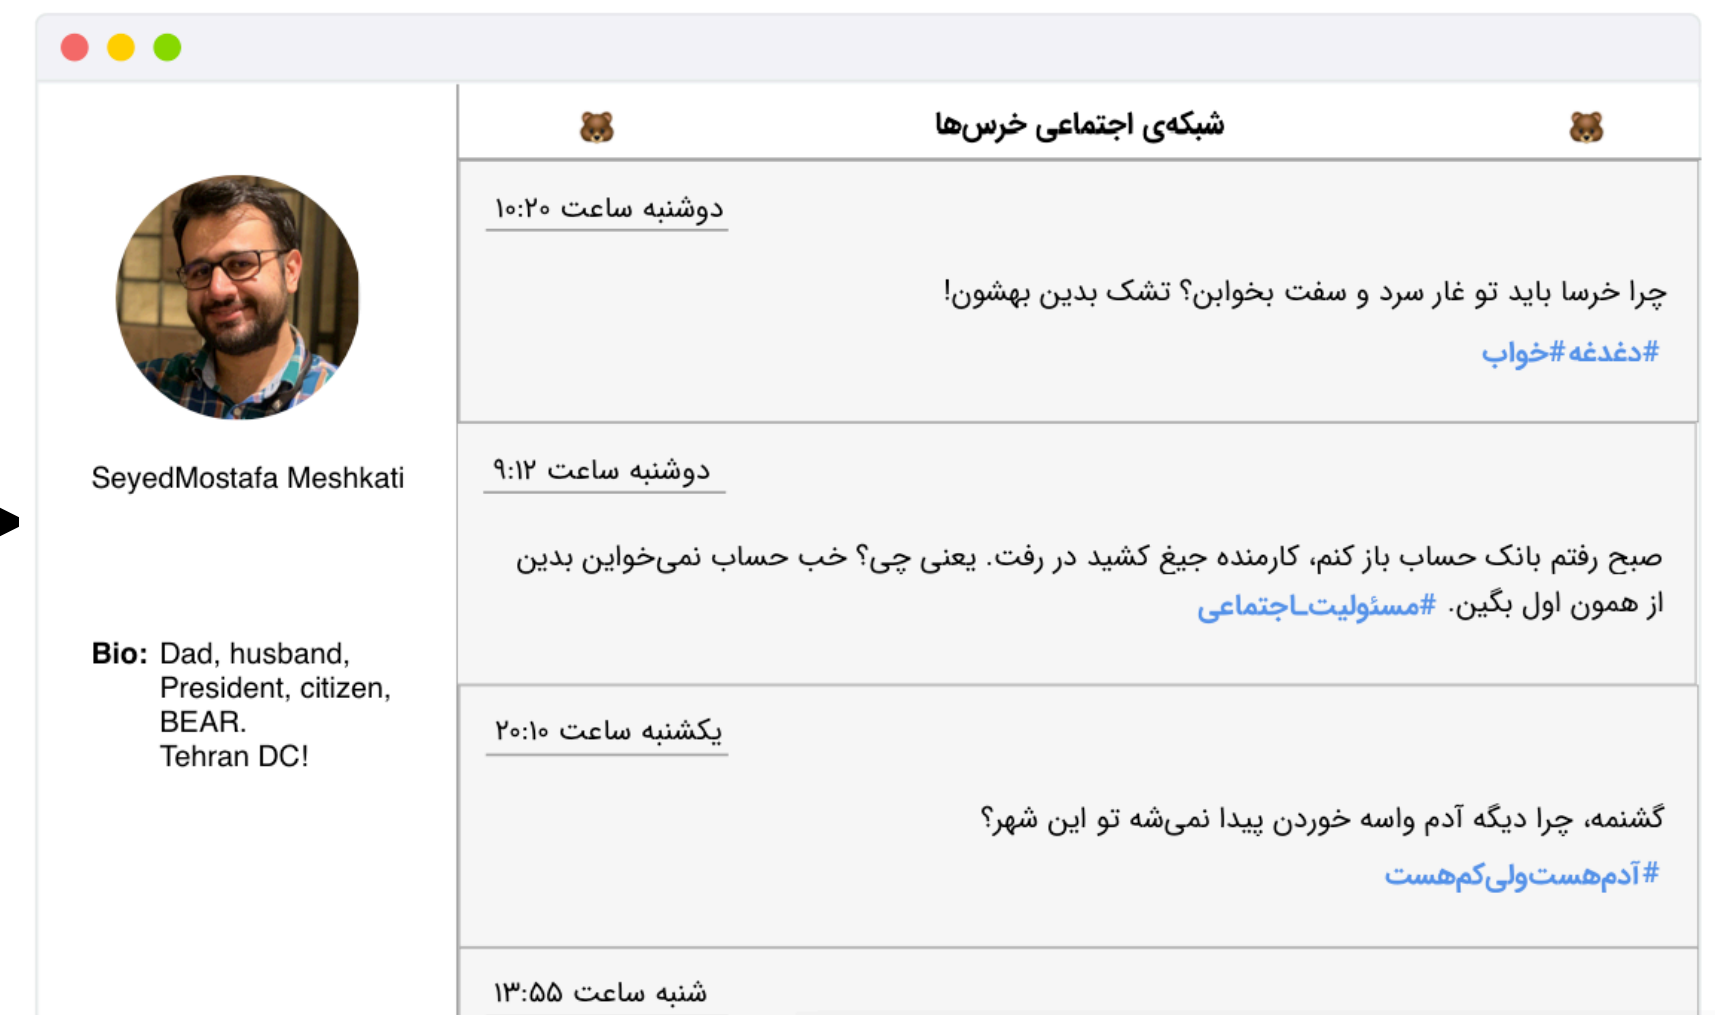 🐻 شبکه‌ی اجتماعی خرس‌ها 🐻
SeyedMostafa Meshkati
Bio: Dad, husband,
President, citizen,
BEAR.
Tehran DC!
دوشنبه ساعت ۱۰:۲۰
چرا خرسا باید تو غار سرد و سفت بخوابن؟ تشک بدین بهشون!
#دغدغه#خواب
دوشنبه ساعت ۹:۱۲
صبح رفتم بانک حساب باز کنم، کارمنده جیغ کشید در رفت. یعنی چی؟ خب حساب نمی‌خواین بدین
از همون اول بگین. #مسئولیت_اجتماعی
یکشنبه ساعت ۲۰:۱۰
گشنمه، چرا دیگه آدم واسه خوردن پیدا نمی‌شه تو این شهر؟
#آدم‌هست‌ولی‌کم‌هست
شنبه ساعت ۱۳:۵۵